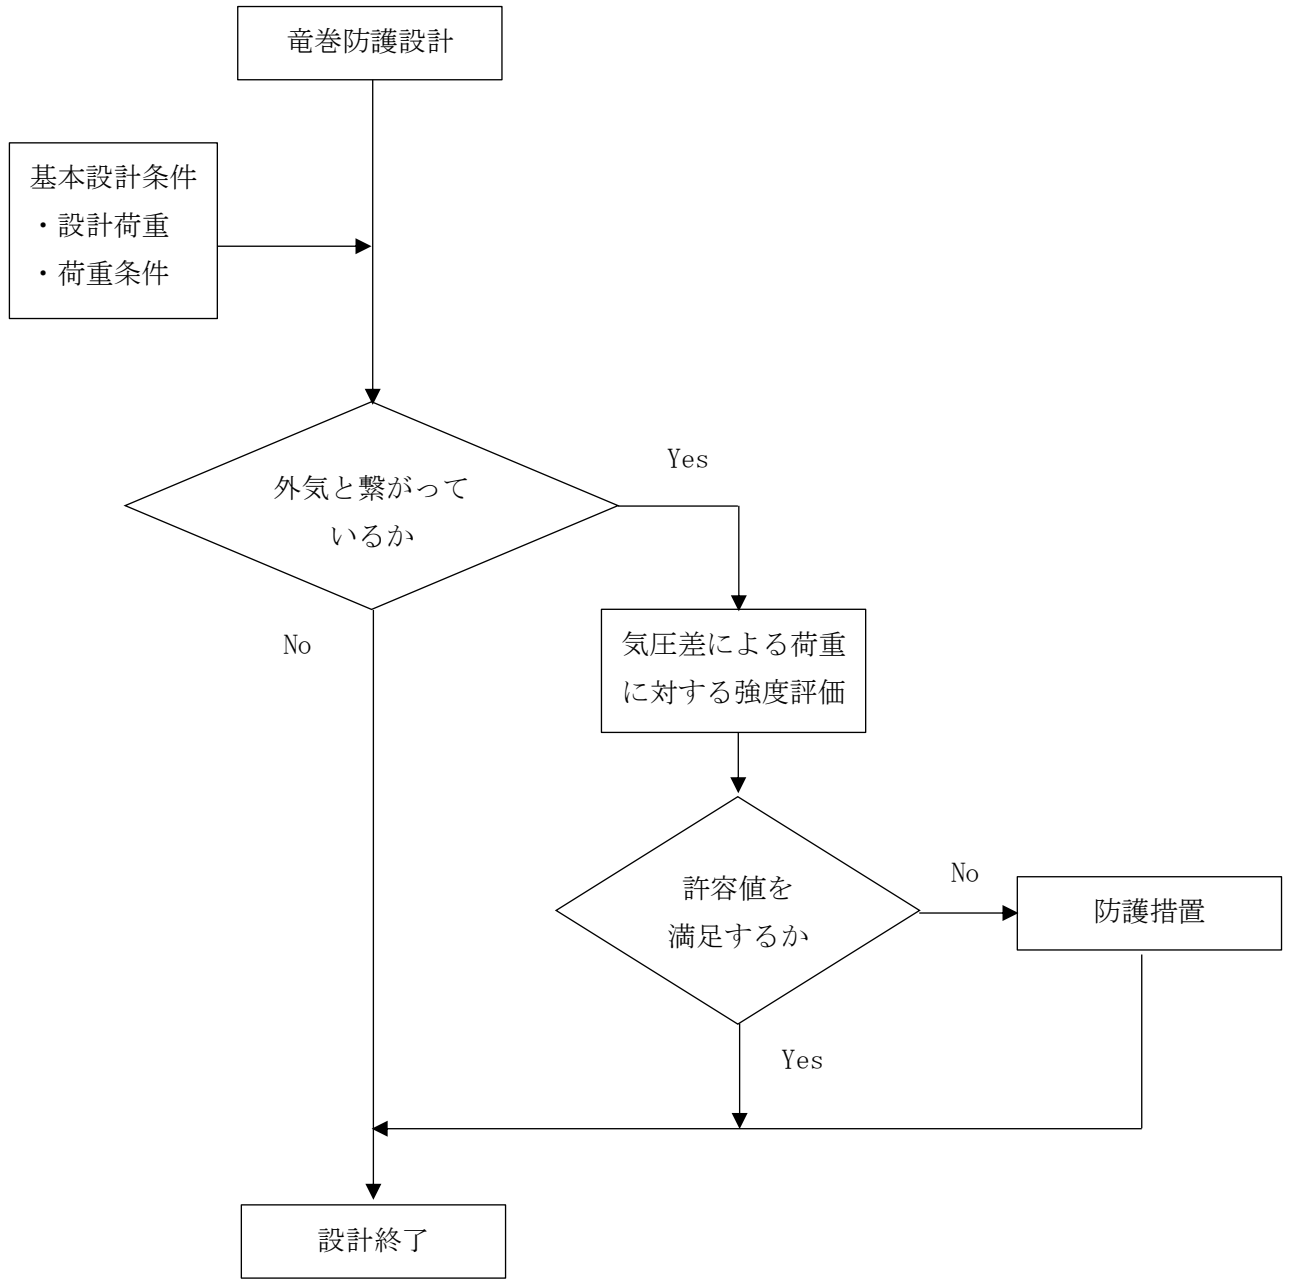 竜巻防護設計
基本設計条件
・設計荷重
・荷重条件
外気と繋がって
いるか
Yes
No
気圧差による荷重
に対する強度評価
許容値を
満足するか
No
防護措置
Yes
設計終了